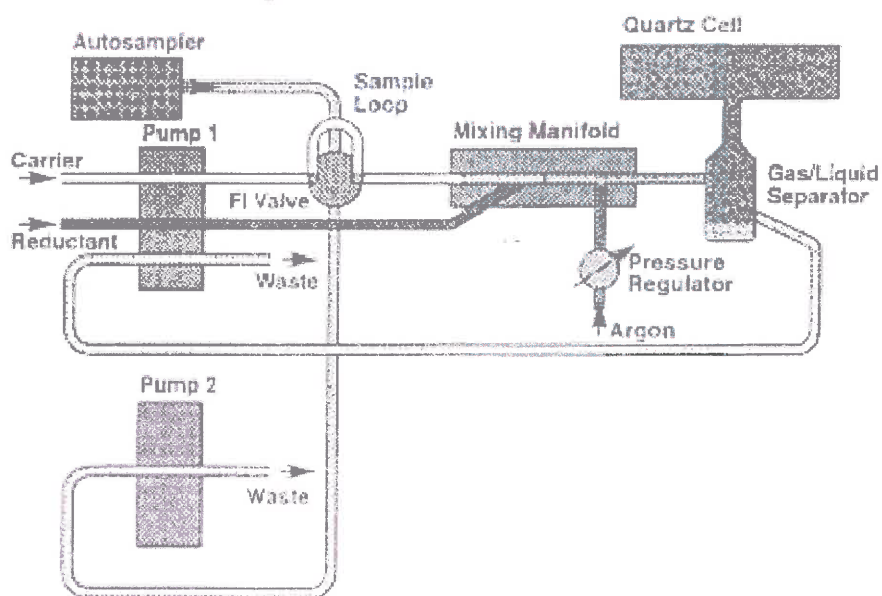 Autosampler
Quartz Cell
Sample
Loop
Pump 1
Mixing Manifold
Carrier
Gas/Liquid
Separator
FI Valve
Reductant
Waste
Pressure
Regulator
Argon
Pump 2
Waste